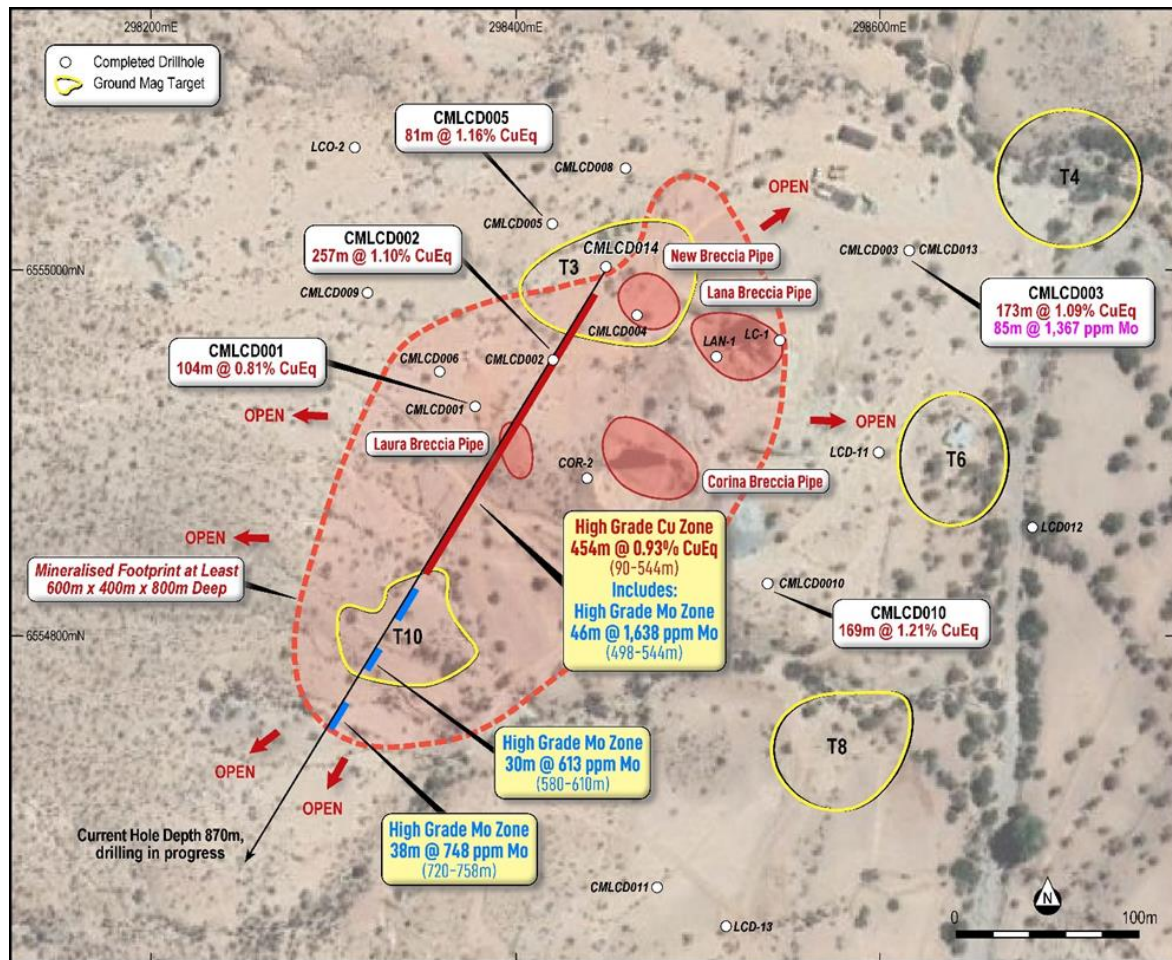 298200mE
298400mE
298600mE
Completed Drillhole
Ground Mag Target
CMLCD005
81m @ 1.16% CuEq
LCO-2
CMLCD008
OPEN
T4
CMLCD005
CMLCD002
257m @ 1.10% CuEq
CMLCD014
T3
New Breccia Pipe
CMLCD003
CMLCD013
6555000mN
Lana Breccia Pipe
CMLCD009
CMLCD003
173m @ 1.09% CuEq
85m @ 1,367 ppm Mo
CMLCD004
LC-1
LAN-1
CMLCD001
104m @ 0.81% CuEq
CMLCD006
CMLCD002
CMLCD001
OPEN
OPEN
Laura Breccia Pipe
LCD-11
T6
COR-2
Corina Breccia Pipe
High Grade Cu Zone
454m @ 0.93% CuEq
(90-544m)
Includes:
High Grade Mo Zone
46m @ 1,638 ppm Mo
(498-544m)
LCD012
OPEN
Mineralised Footprint at Least
600m x 400m x 800m Deep
CMLCD0010
CMLCD010
169m @ 1.21% CuEq
6554800mN
T10
T8
High Grade Mo Zone
30m @ 613 ppm Mo
(580-610m)
OPEN
OPEN
Current Hole Depth 870m,
drilling in progress
High Grade Mo Zone
38m @ 748 ppm Mo
(720-758m)
CMLCD011
LCD-13
N
0
100m